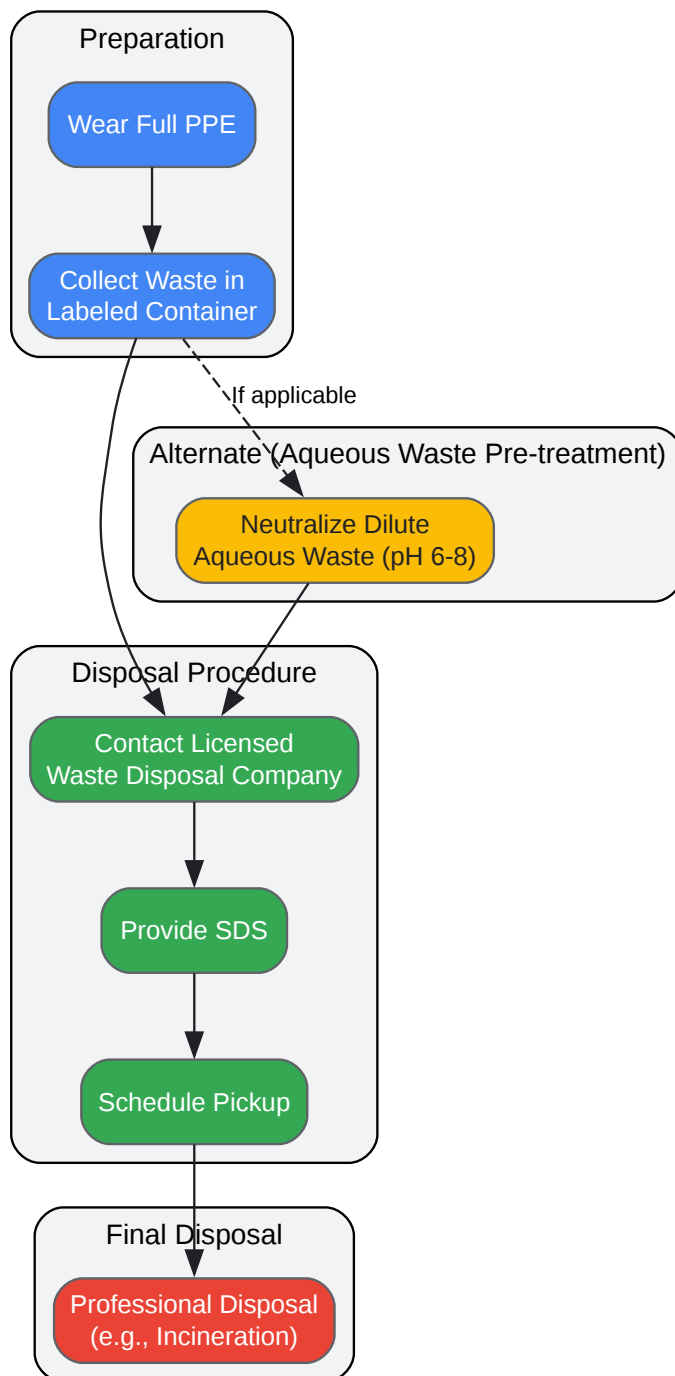 Preparation
Wear Full PPE
Collect Waste in
Labeled Container
If applicable
Alternate (Aqueous Waste Pre-treatment)
Neutralize Dilute
Aqueous Waste (pH 6-8)
Disposal Procedure
Contact Licensed
Waste Disposal Company
Provide SDS
Schedule Pickup
Final Disposal
Professional Disposal
(e.g., Incineration)